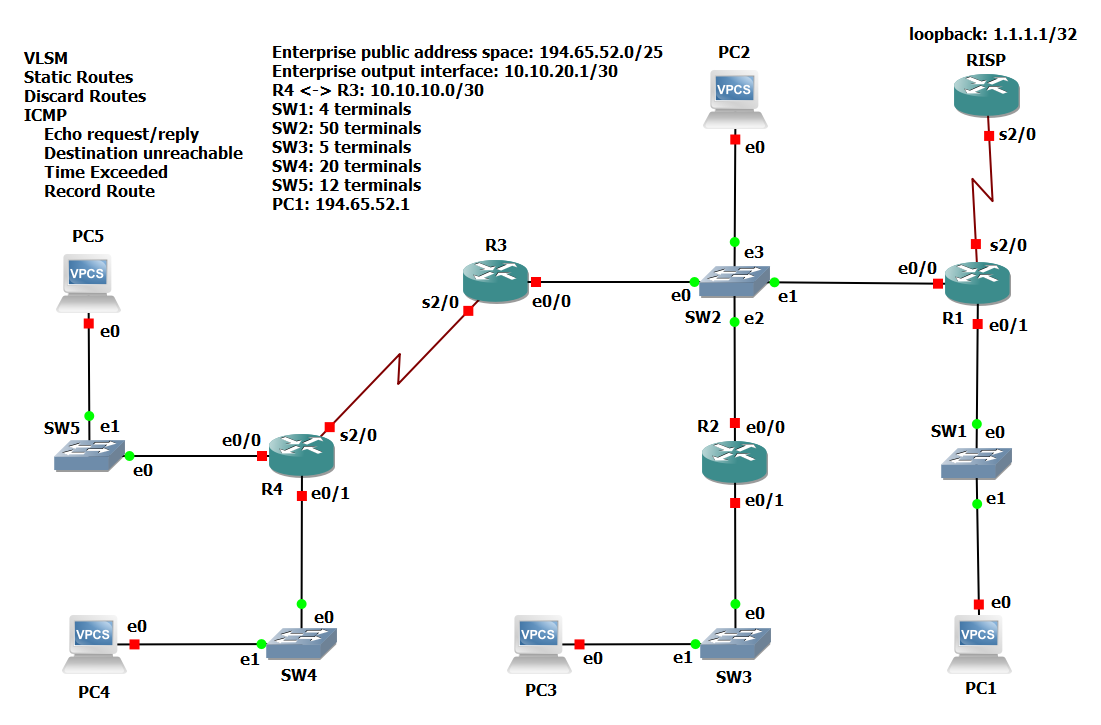 loopback: 1.1.1.1/32
VLSM
Static Routes
Discard Routes
ICMP
Echo request/reply
Destination unreachable
Time Exceeded
Record Route
Enterprise public address space: 194.65.52.0/25
Enterprise output interface: 10.10.20.1/30
R4 <-> R3: 10.10.10.0/30
SW1: 4 terminals
SW2: 50 terminals
SW3: 5 terminals
SW4: 20 terminals
SW5: 12 terminals
PC1: 194.65.52.1
PC2
VPCS
e0
RISP
s2/0
PC5
VPCS
e0
R3
s2/0
e0/0
e3
e0
e1
SW2
e2
s2/0
e0/0
R1
e0/1
SW5
e1
e0
e0/0
s2/0
R4
e0/1
R2
e0/0
e0/1
SW1
e0
e1
e0
VPCS
PC4
e0
e1
SW4
VPCS
e0
PC3
e0
e1
SW3
e0
VPCS
PC1